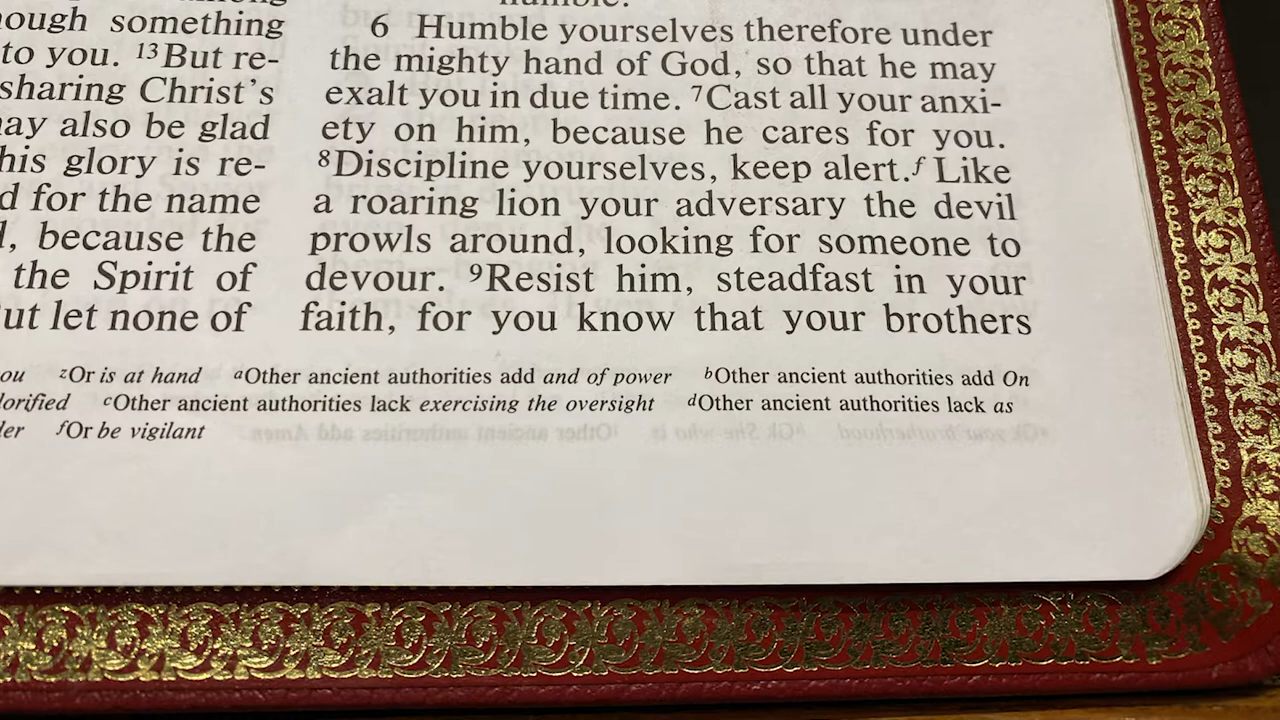 ough something
to you. 13But re-
sharing Christ's
ay also be glad
his glory is re-
d for the name
, because the
the Spirit of
ut let none of
humble.
6 Humble yourselves therefore under
the mighty hand of God, so that he may
exalt you in due time. 7Cast all your anxi-
ety on him, because he cares for you.
8Discipline yourselves, keep alert.f Like
a roaring lion your adversary the devil
prowls around, looking for someone to
devour. 9Resist him, steadfast in your
faith, for you know that your brothers
ou zOr is at hand aOther ancient authorities add and of power bOther ancient authorities add On
lorified cOther ancient authorities lack exercising the oversight dOther ancient authorities lack as
er fOr be vigilant